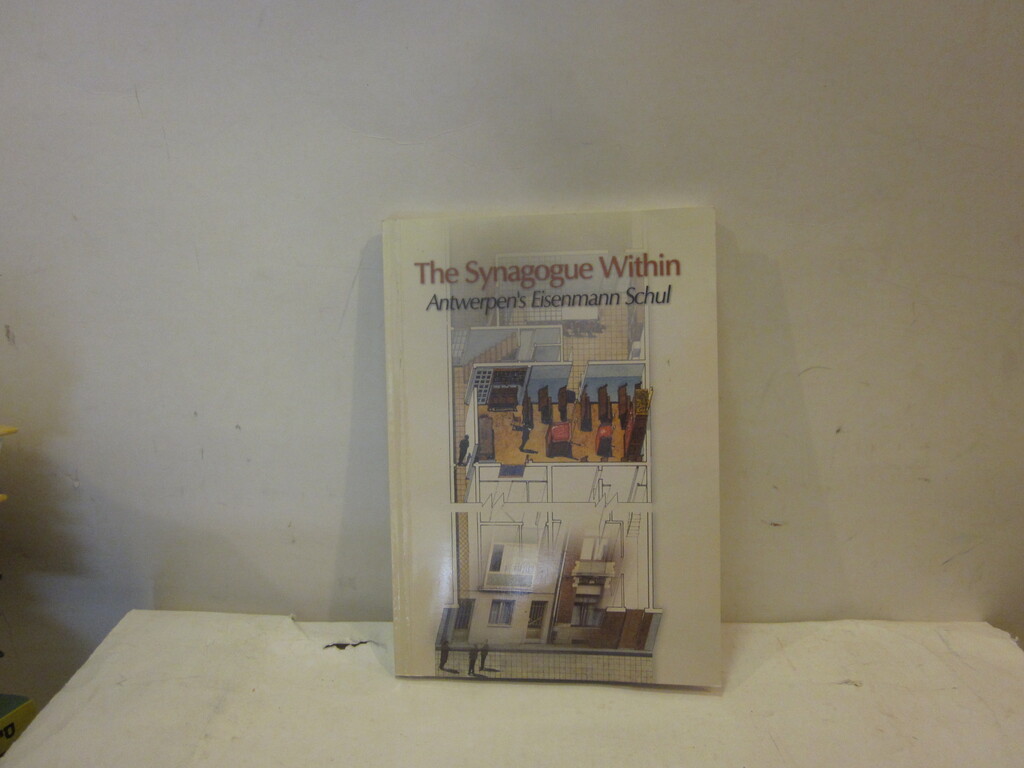 The Synagogue Within
Antwerpen's Eisenmann Schul